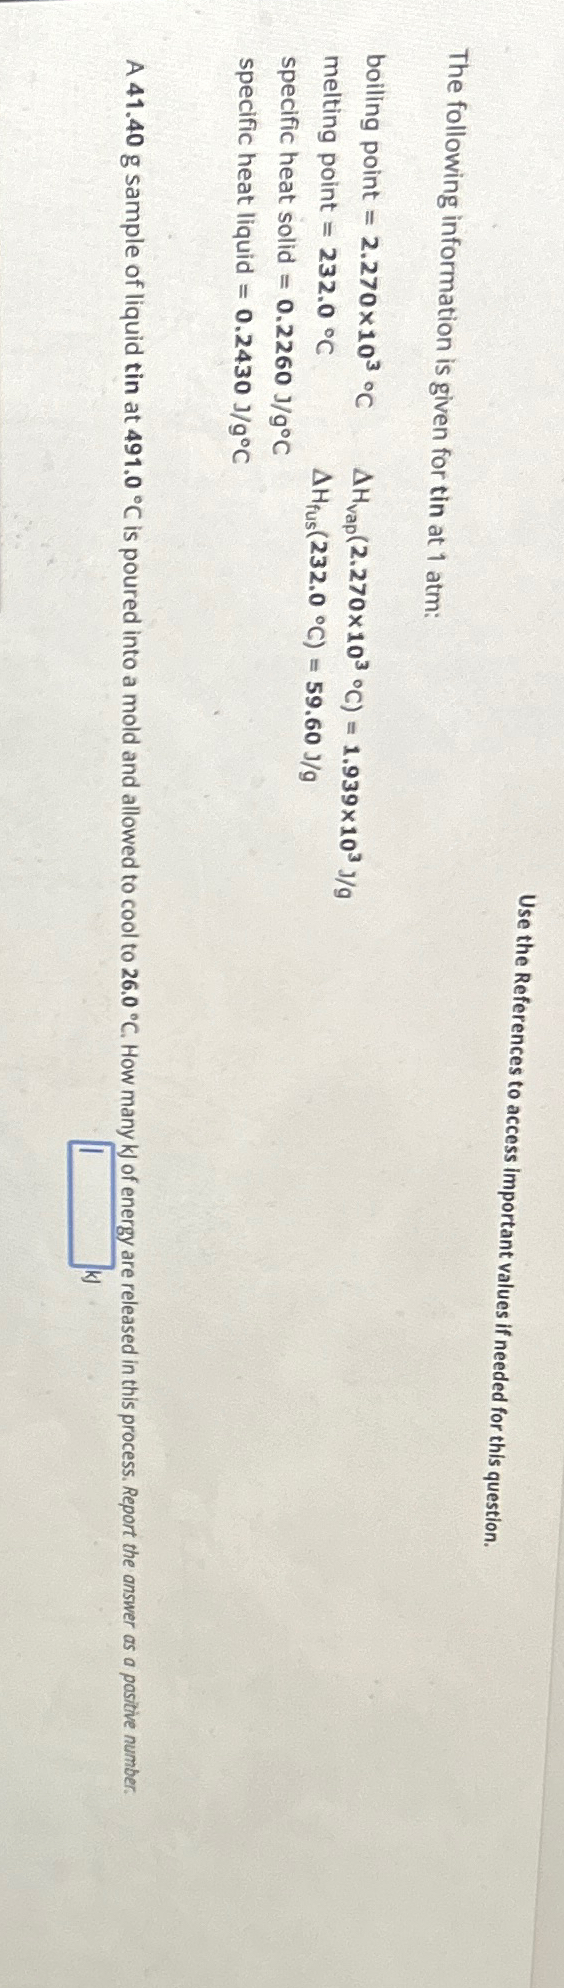 Use the References to access important values if needed for this question.
The following information is given for tin at 1 atm:
boiling point = 2.270×10³ °C ΔHvap(2.270×10³ °C) = 1.939×10³ J/g
melting point = 232.0 °C ΔHfus(232.0 °C) = 59.60 J/g
specific heat solid = 0.2260 J/g°C
specific heat liquid = 0.2430 J/g°C
A 41.40 g sample of liquid tin at 491.0 °C is poured into a mold and allowed to cool to 26.0 °C. How many kJ of energy are released in this process. Report the answer as a positive number.
kJ